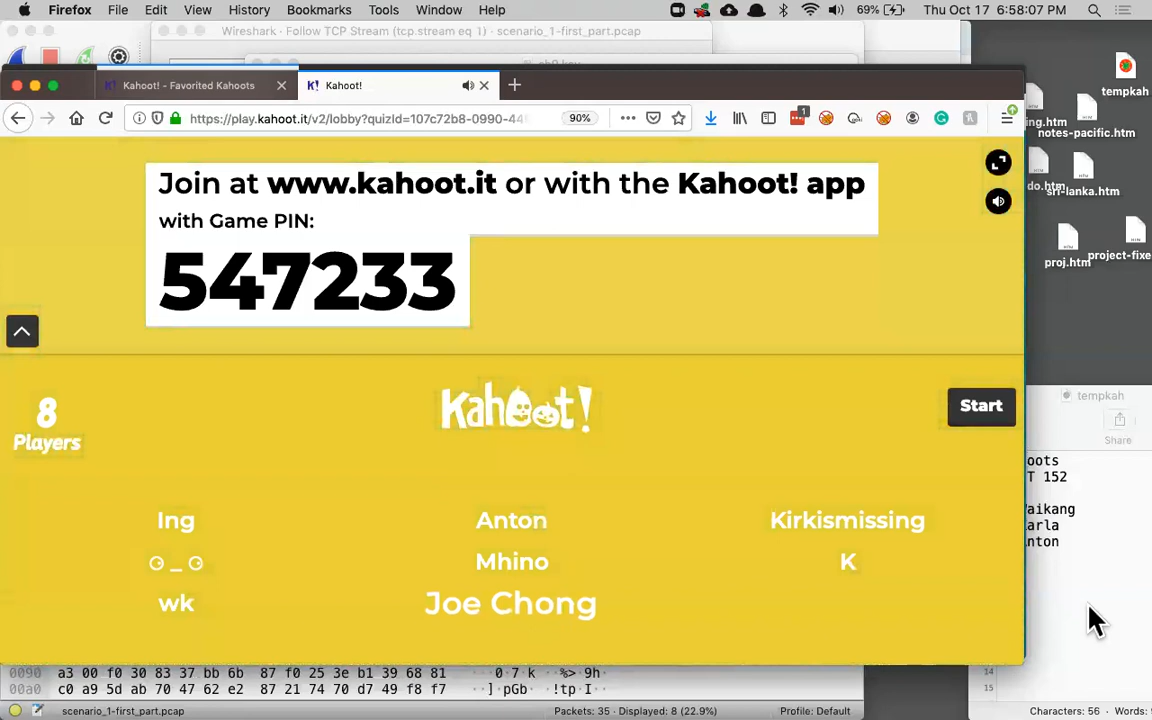 Firefox File Edit View History Bookmarks Tools Window Help 69% Thu Oct 17 6:58:07 PM
Wireshark · Follow TCP Stream (tcp.stream eq 1) · scenario_1-first_part.pcap
Kahoot! - Favorited Kahoots
Kahoot!
https://play.kahoot.it/v2/lobby?quizId=107c72b8-0990-44 90% 1
tempkah
ing.htm
notes-pacific.htm
do.htm
sri-lanka.htm
proj.htm
project-fixe
Join at www.kahoot.it or with the Kahoot! app
with Game PIN:
547233
8
Players
Kahoot!
Start
tempkah
Share
oots
T 152
aikang
arla
nton
Ing Anton Kirkismissing
⚆ _ ⚆ Mhino K
wk Joe Chong
0090 a3 00 f0 30 83 37 bb 6b 87 f0 25 3e b1 39 68 81
00a0 c0 a9 5d ab 70 47 62 e2 87 21 74 70 d7 49 f8 f7
14
15
scenario_1-first_part.pcap Packets: 35 · Displayed: 8 (22.9%) Profile: Default
Characters: 56 · Words: